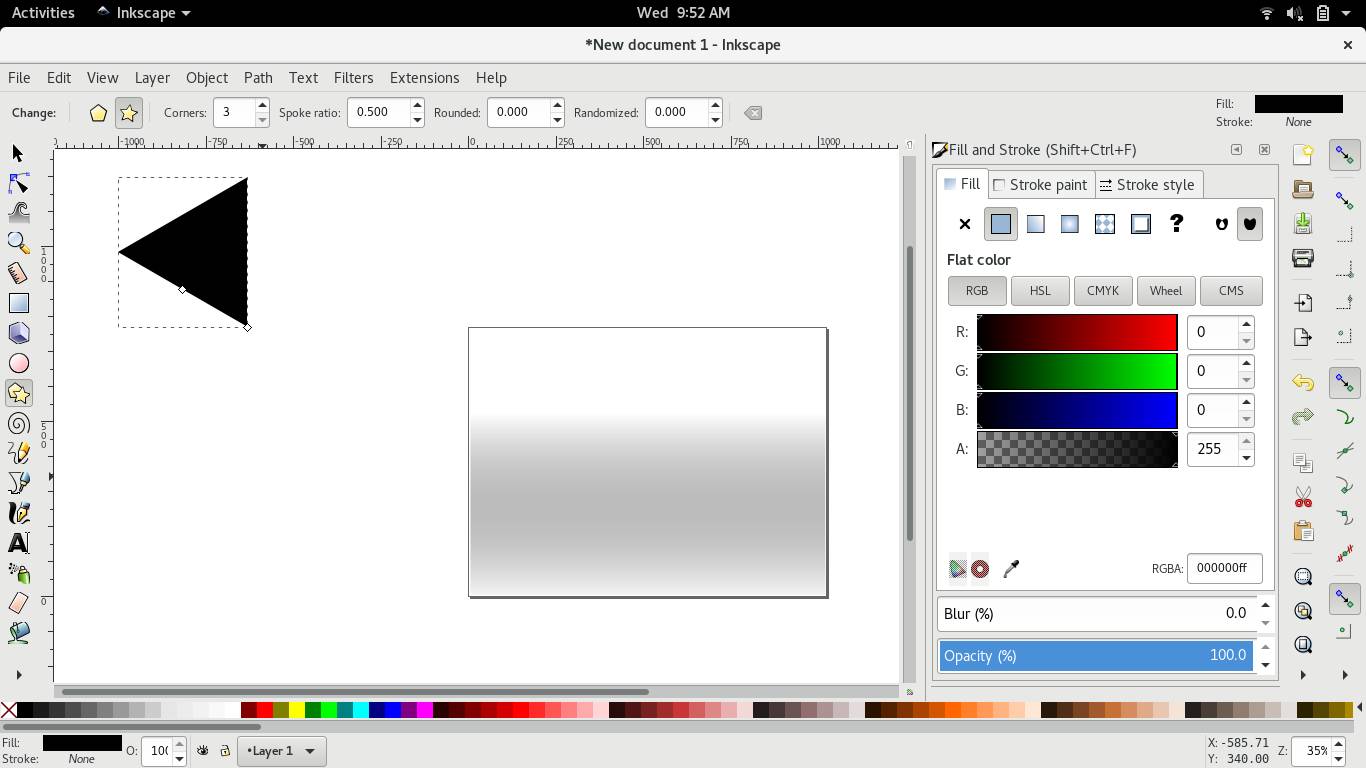 Activities Inkscape Wed 9:52 AM
*New document 1 - Inkscape
File Edit View Layer Object Path Text Filters Extensions Help
Change: Corners: 3 Spoke ratio: 0.500 Rounded: 0.000 Randomized: 0.000 Fill:
Stroke: None
-1000 -750 -500 -250 0 250 500 750 1000
Fill and Stroke (Shift+Ctrl+F)
Fill Stroke paint Stroke style
Flat color
RGB HSL CMYK Wheel CMS
R: 0
G: 0
B: 0
A: 255
RGBA: 000000ff
Blur (%) 0.0
Opacity (%) 100.0
1000
500
0
Fill: O: 100 •Layer 1 X: -585.71 Z: 35%
Stroke: None Y: 340.00